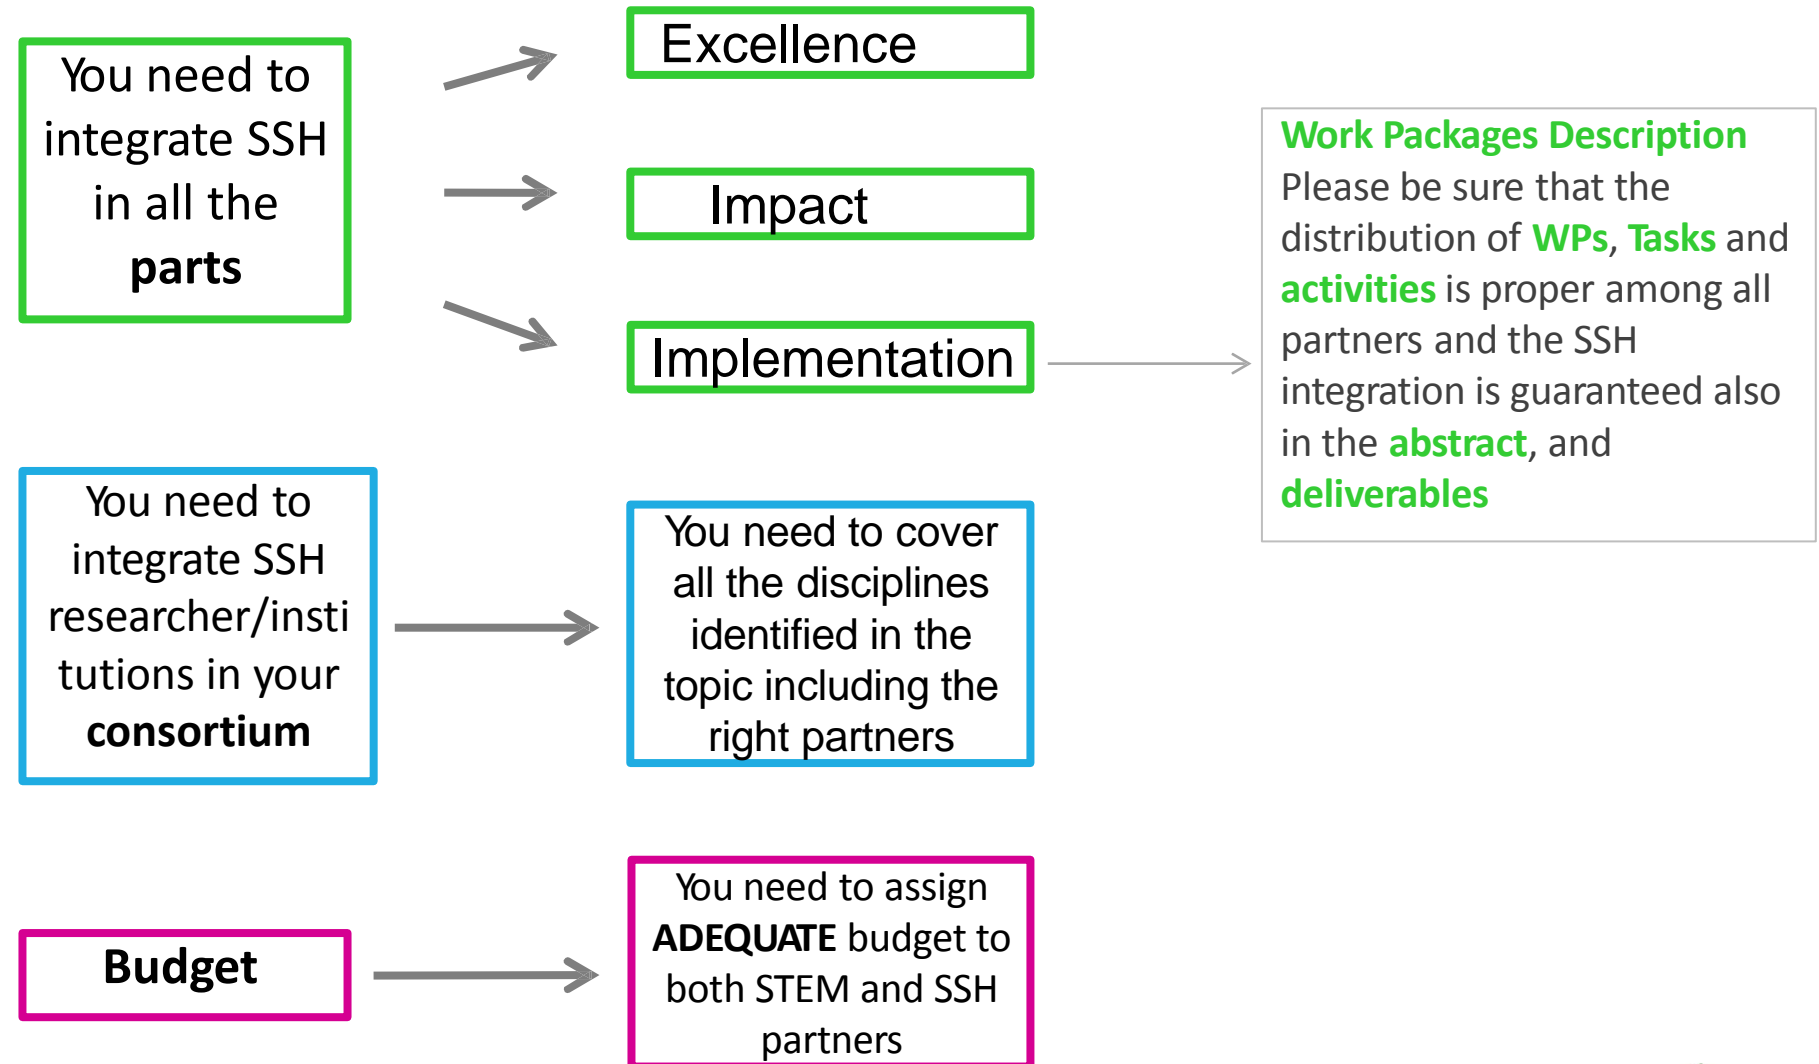 You need to
integrate SSH
in all the
parts
Excellence
Impact
Implementation
Work Packages Description
Please be sure that the
distribution of WPs, Tasks and
activities is proper among all
partners and the SSH
integration is guaranteed also
in the abstract, and
deliverables
You need to
integrate SSH
researcher/insti
tutions in your
consortium
You need to cover
all the disciplines
identified in the
topic including the
right partners
Budget
You need to assign
ADEQUATE budget to
both STEM and SSH
partners